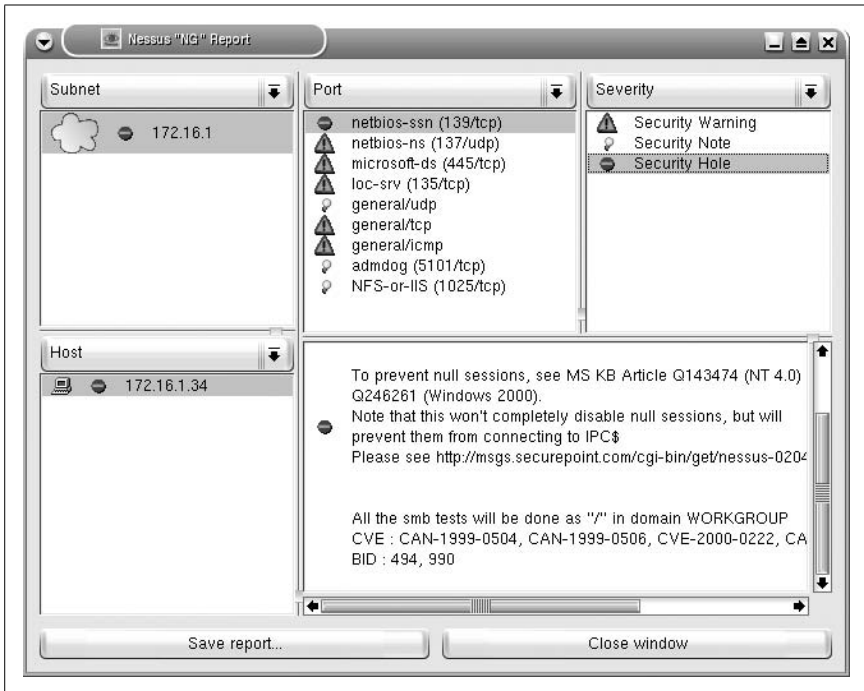 Nessus "NG" Report
Subnet
172.16.1
Port
netbios-ssn (139/tcp)
netbios-ns (137/udp)
microsoft-ds (445/tcp)
loc-srv (135/tcp)
general/udp
general/tcp
general/icmp
admdog (5101/tcp)
NFS-or-IIS (1025/tcp)
Severity
Security Warning
Security Note
Security Hole
Host
172.16.1.34
To prevent null sessions, see MS KB Article Q143474 (NT 4.0)
Q246261 (Windows 2000).
Note that this won't completely disable null sessions, but will
prevent them from connecting to IPC$
Please see http://msgs.securepoint.com/cgi-bin/get/nessus-0204
All the smb tests will be done as ''/'' in domain WORKGROUP
CVE : CAN-1999-0504, CAN-1999-0506, CVE-2000-0222, CA
BID : 494, 990
Save report...
Close window